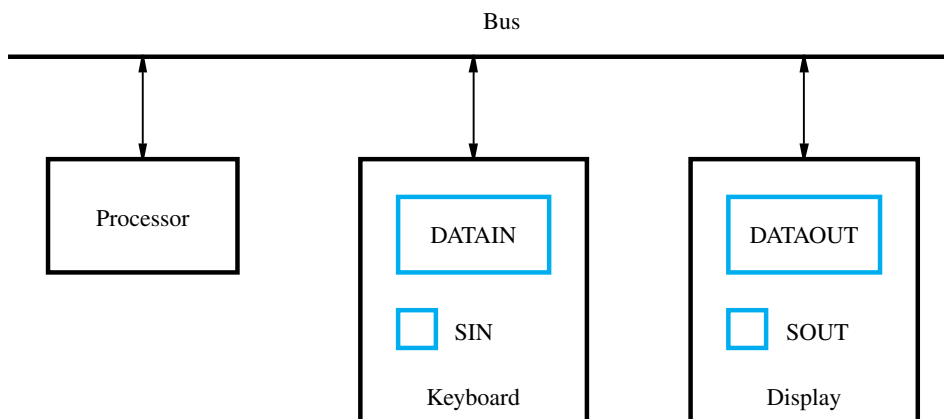 Bus
Processor
DATAIN
DATAOUT
SIN
SOUT
Keyboard
Display